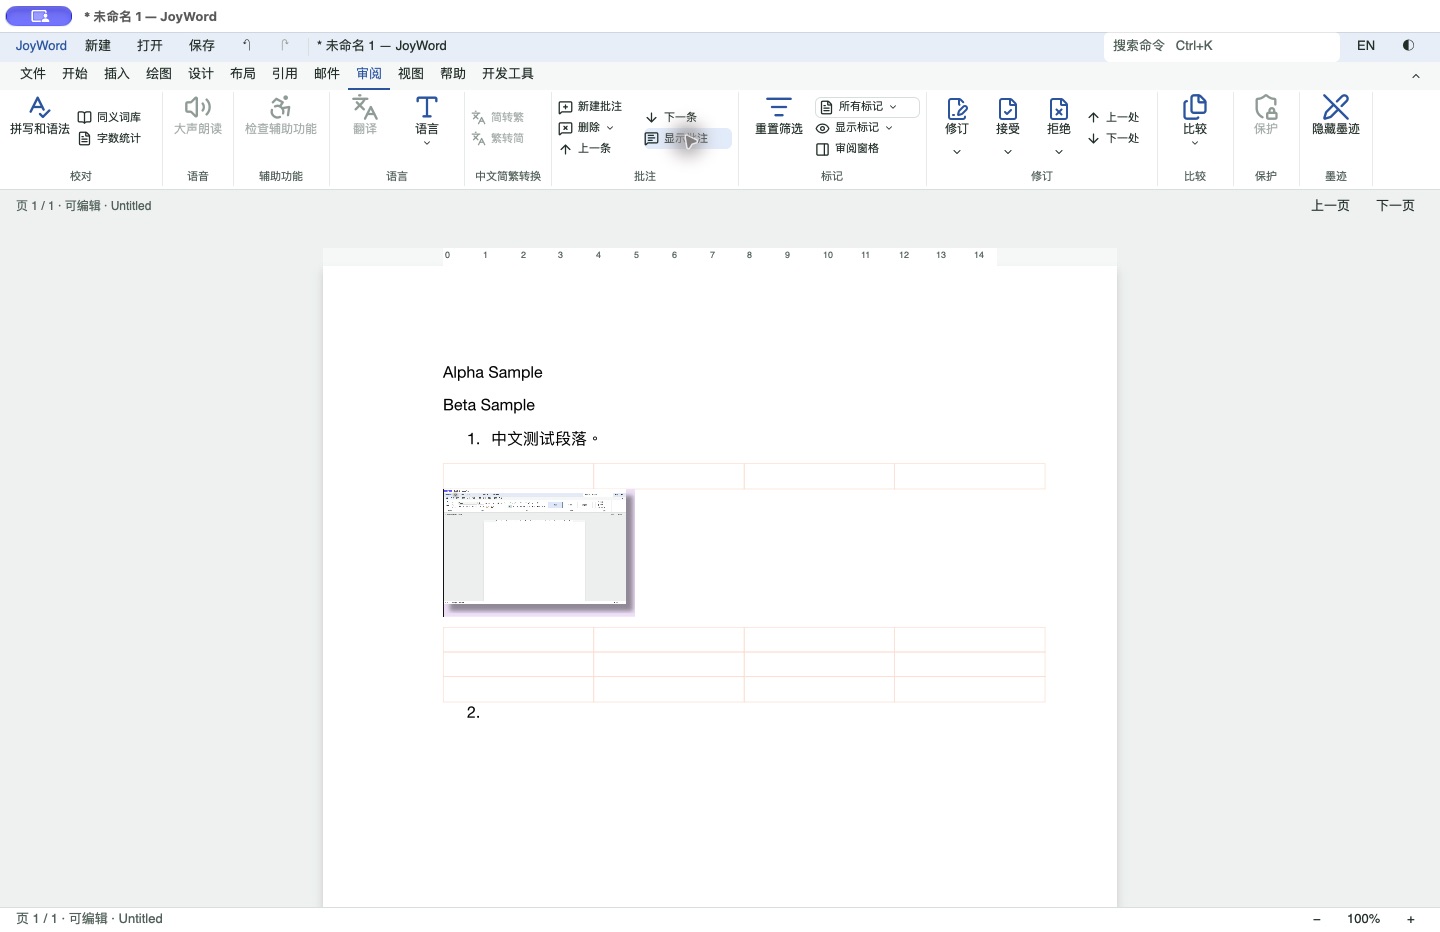 * 未命名 1 — JoyWord
JoyWord 新建 打开 保存 * 未命名 1 — JoyWord 搜索命令 Ctrl+K EN
文件 开始 插入 绘图 设计 布局 引用 邮件 审阅 视图 帮助 开发工具
拼写和语法 同义词库 字数统计 校对
大声朗读 语音
检查辅助功能 辅助功能
翻译 语言 语言
简转繁 繁转简 中文简繁转换
新建批注 删除 上一条 下一条 显示批注 批注
重置筛选 所有标记 显示标记 审阅窗格 标记
修订 接受 拒绝 上一处 下一处 修订
比较 比较
保护 保护
隐藏墨迹 墨迹
页 1 / 1 · 可编辑 · Untitled 上一页 下一页
0 1 2 3 4 5 6 7 8 9 10 11 12 13 14
Alpha Sample
Beta Sample
1. 中文测试段落。
2.
页 1 / 1 · 可编辑 · Untitled − 100% +